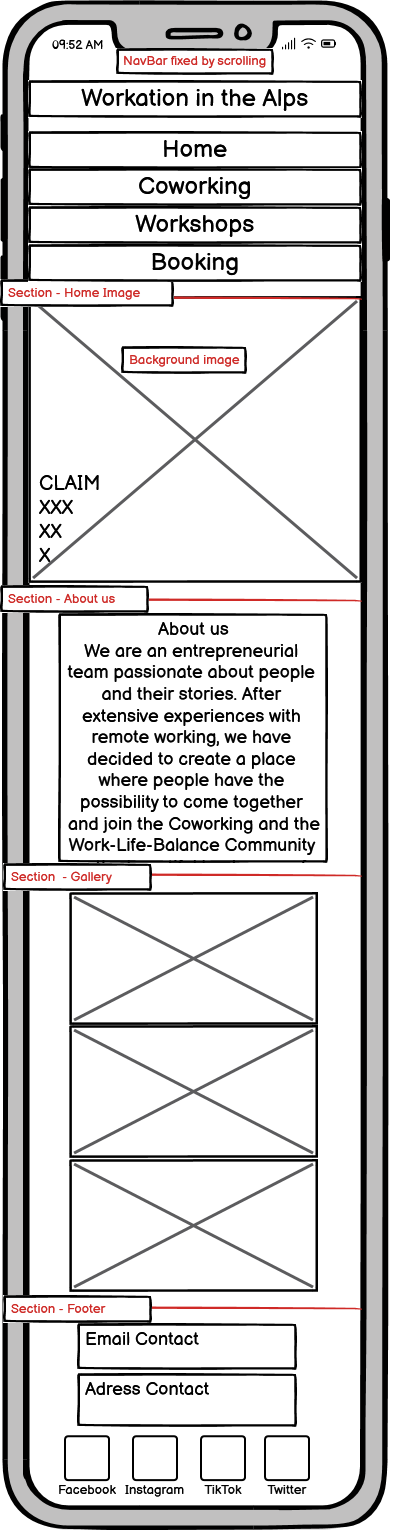 09:52 AM
NavBar fixed by scrolling
Workation in the Alps
Home
Coworking
Workshops
Booking
Section - Home Image
Background image
CLAIM
XXX
XX
X
Section - About us
About us
We are an entrepreneurial
team passionate about people
and their stories. After
extensive experiences with
remote working, we have
decided to create a place
where people have the
possibility to come together
and join the Coworking and the
Work-Life-Balance Community
Section - Gallery
Section - Footer
Email Contact
Adress Contact
Facebook Instagram TikTok Twitter